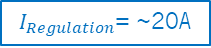 I_Regulation = ~20A